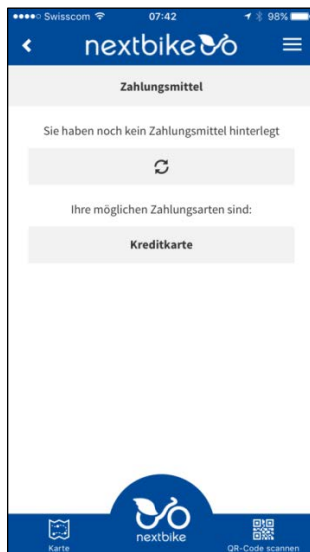 Swisscom 07:42 98%
nextbike
Zahlungsmittel
Sie haben noch kein Zahlungsmittel hinterlegt
Ihre möglichen Zahlungsarten sind:
Kreditkarte
nextbike
Karte QR-Code scannen